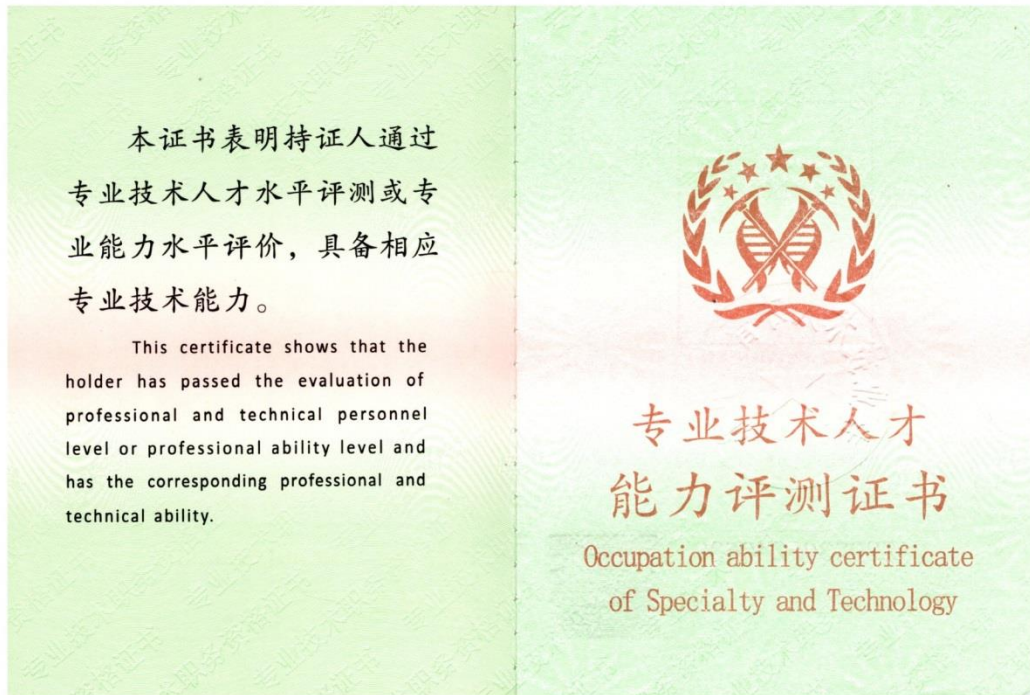 本证书表明持证人通过
专业技术人才水平评测或专
业能力水平评价，具备相应
专业技术能力。
This certificate shows that the
holder has passed the evaluation of
professional and technical personnel
level or professional ability level and
has the corresponding professional and
technical ability.
专业技术人才
能力评测证书
Occupation ability certificate
of Specialty and Technology